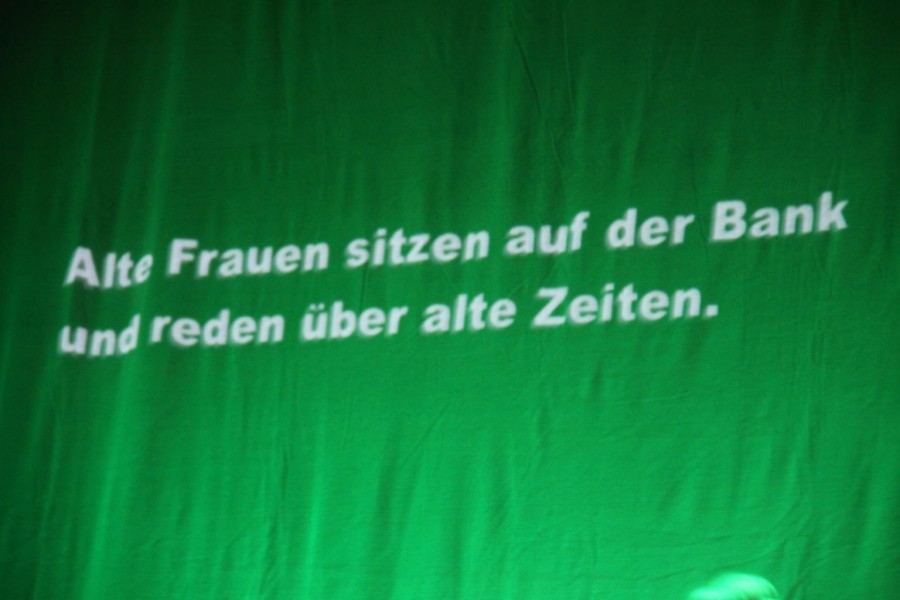 Alte Frauen sitzen auf der Bank
und reden über alte Zeiten.